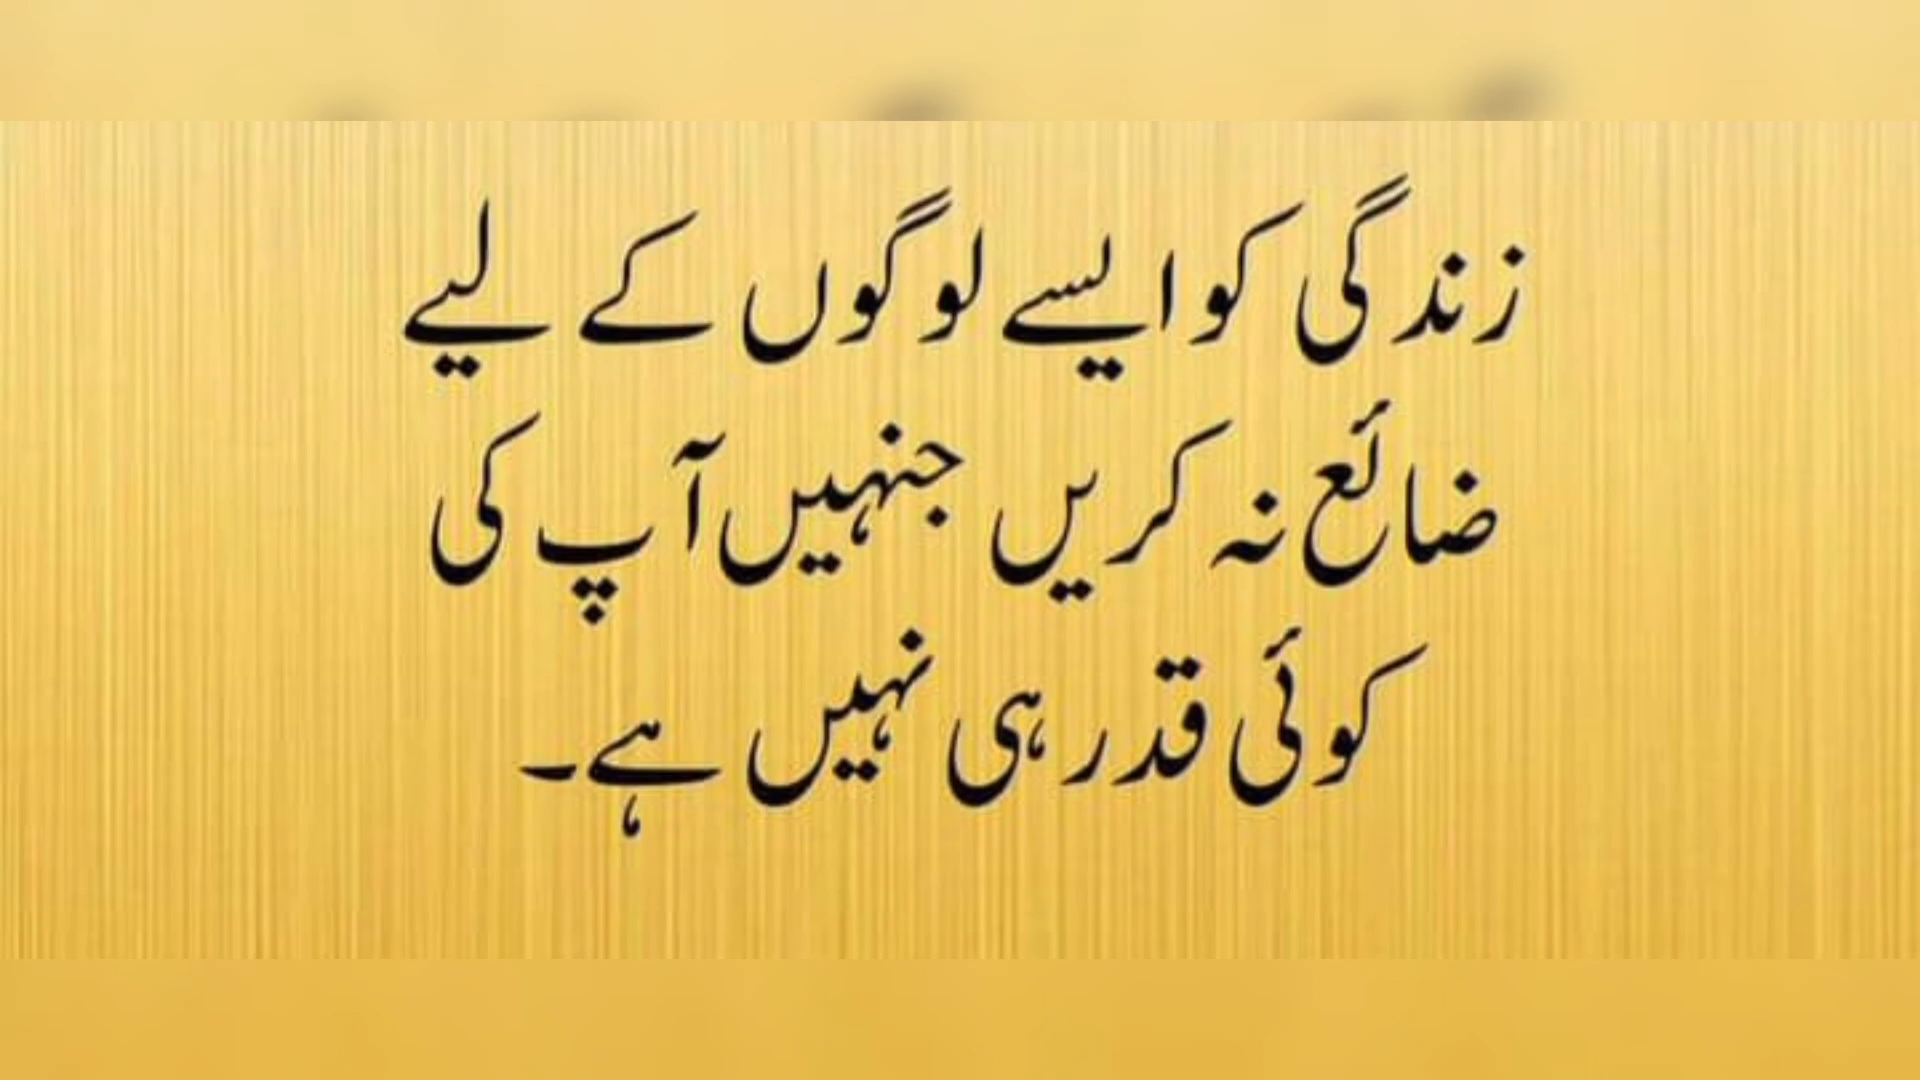 زندگی کو ایسے لوگوں کے لیے
ضائع نہ کریں جنہیں آپ کی
کوئی قدر ہی نہیں ہے۔